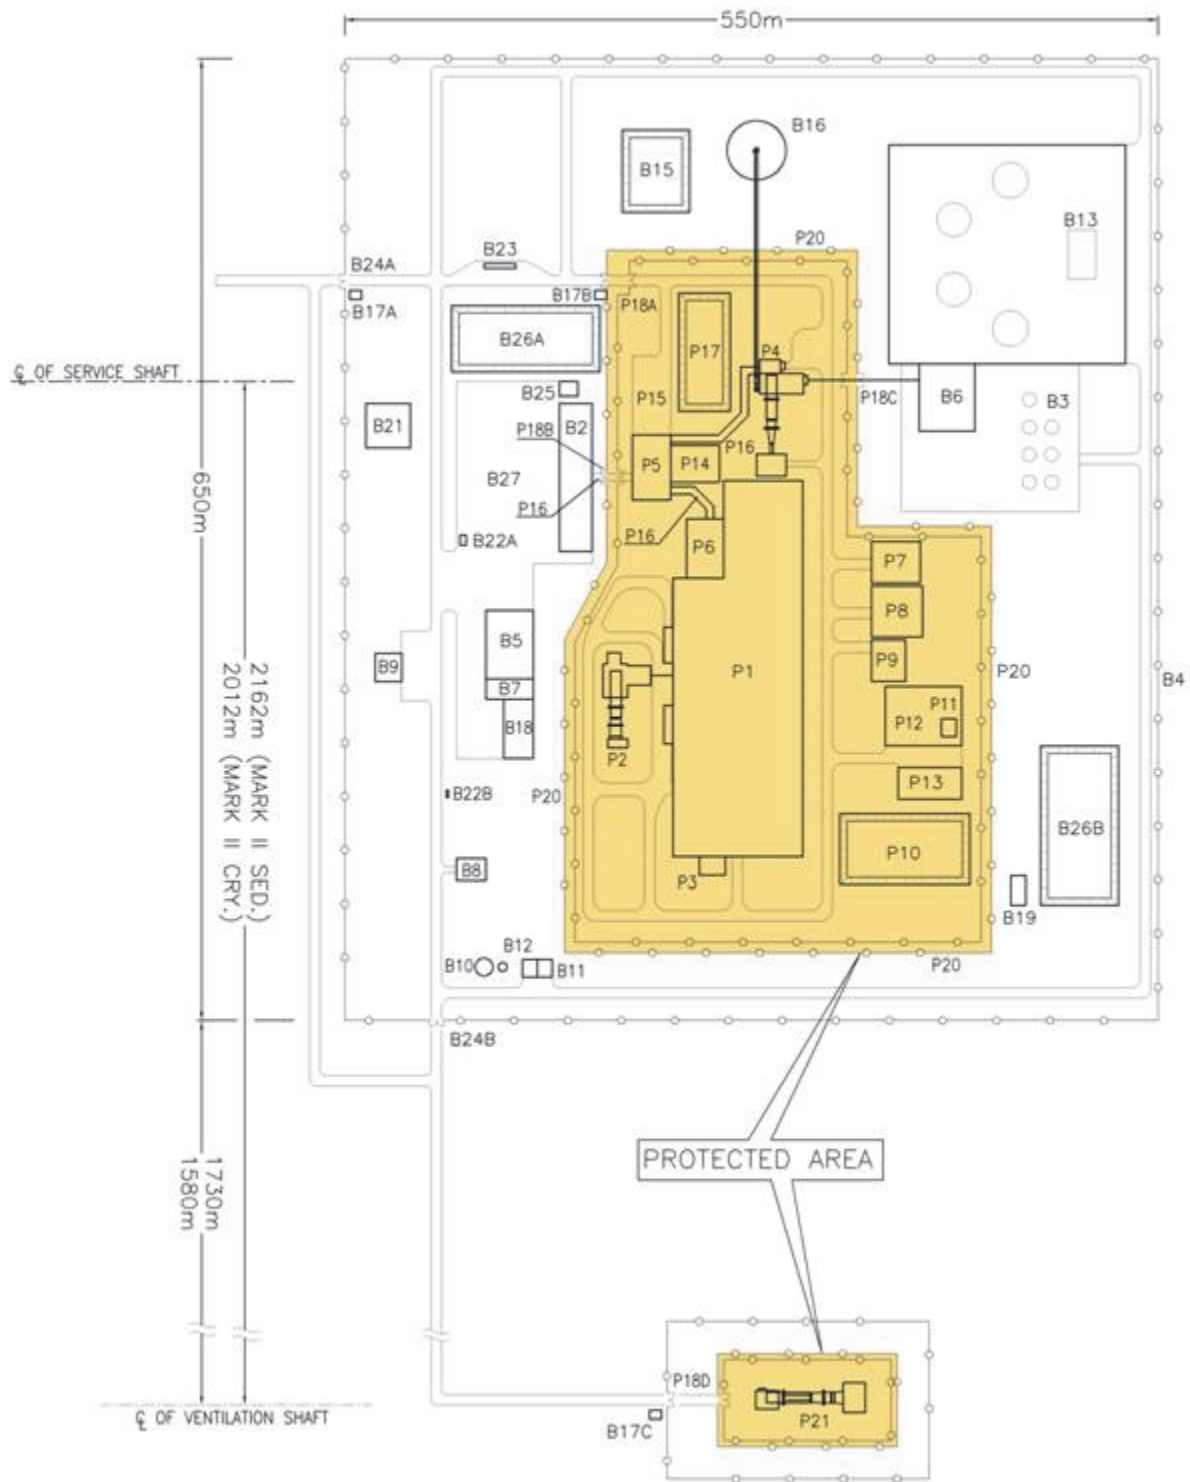 550m
B16
B15
B13
P20
B23
B24A
B17B
P18A
B17A
B26A
P17
P4
℄ OF SERVICE SHAFT
B25
P15
P18C
B6
B3
B21
B2
P18B
P16
P5
P14
B27
650m
P16
P16
B22A
P6
P7
P8
B5
B9
P9
P1
P20
B4
B7
P11
B18
P12
2162m (MARK II SED.)
2012m (MARK II CRY.)
P2
P13
B22B
P20
B26B
P10
B8
P3
B19
B12
B10
B11
P20
B24B
PROTECTED AREA
1730m
1580m
P18D
℄ OF VENTILATION SHAFT
P21
B17C